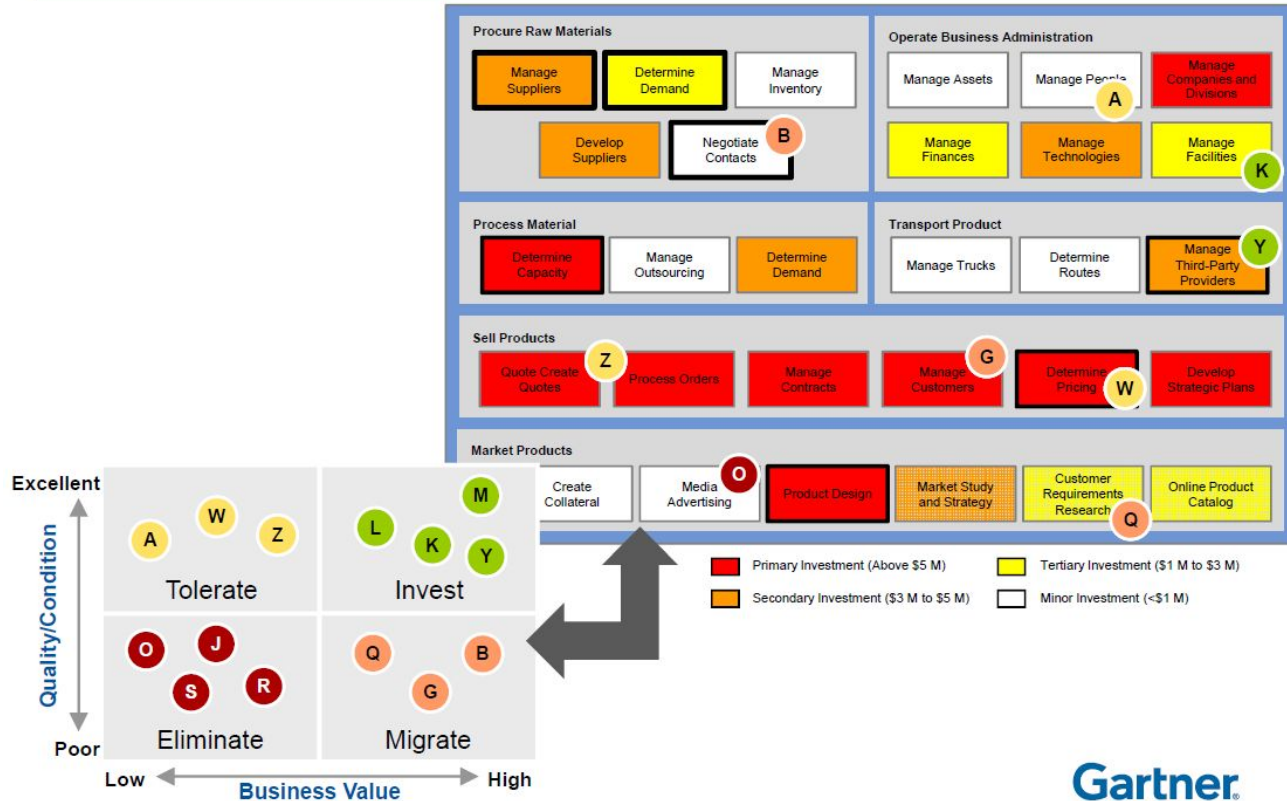 Procure Raw Materials
Manage
Suppliers
Determine
Demand
Manage
Inventory
Develop
Suppliers
Negotiate
Contacts
B
Operate Business Administration
Manage Assets
Manage People
A
Manage
Companies and
Divisions
Manage
Finances
Manage
Technologies
Manage
Facilities
K
Process Material
Determine
Capacity
Manage
Outsourcing
Determine
Demand
Transport Product
Manage Trucks
Determine
Routes
Manage
Third-Party
Providers
Y
Sell Products
Quote Create
Quotes
Z
Process Orders
Manage
Contracts
Manage
Customers
G
Determine
Pricing
W
Develop
Strategic Plans
Market Products
Create
Collateral
Media
Advertising
O
Product Design
Market Study
and Strategy
Customer
Requirements
Research
Q
Online Product
Catalog
Primary Investment (Above $5 M)
Tertiary Investment ($1 M to $3 M)
Secondary Investment ($3 M to $5 M)
Minor Investment (<$1 M)
Excellent
Quality/Condition
Poor
A
W
Z
Tolerate
L
M
K
Y
Invest
O
J
S
R
Eliminate
Q
B
G
Migrate
Low
Business Value
High
Gartner®